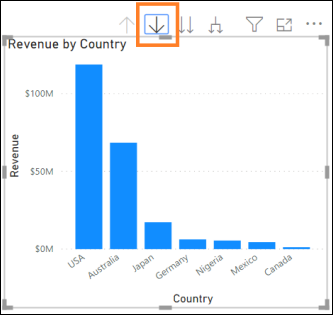 Revenue by Country
$100M
$50M
$0M
Revenue
USA
Australia
Japan
Germany
Nigeria
Mexico
Canada
Country